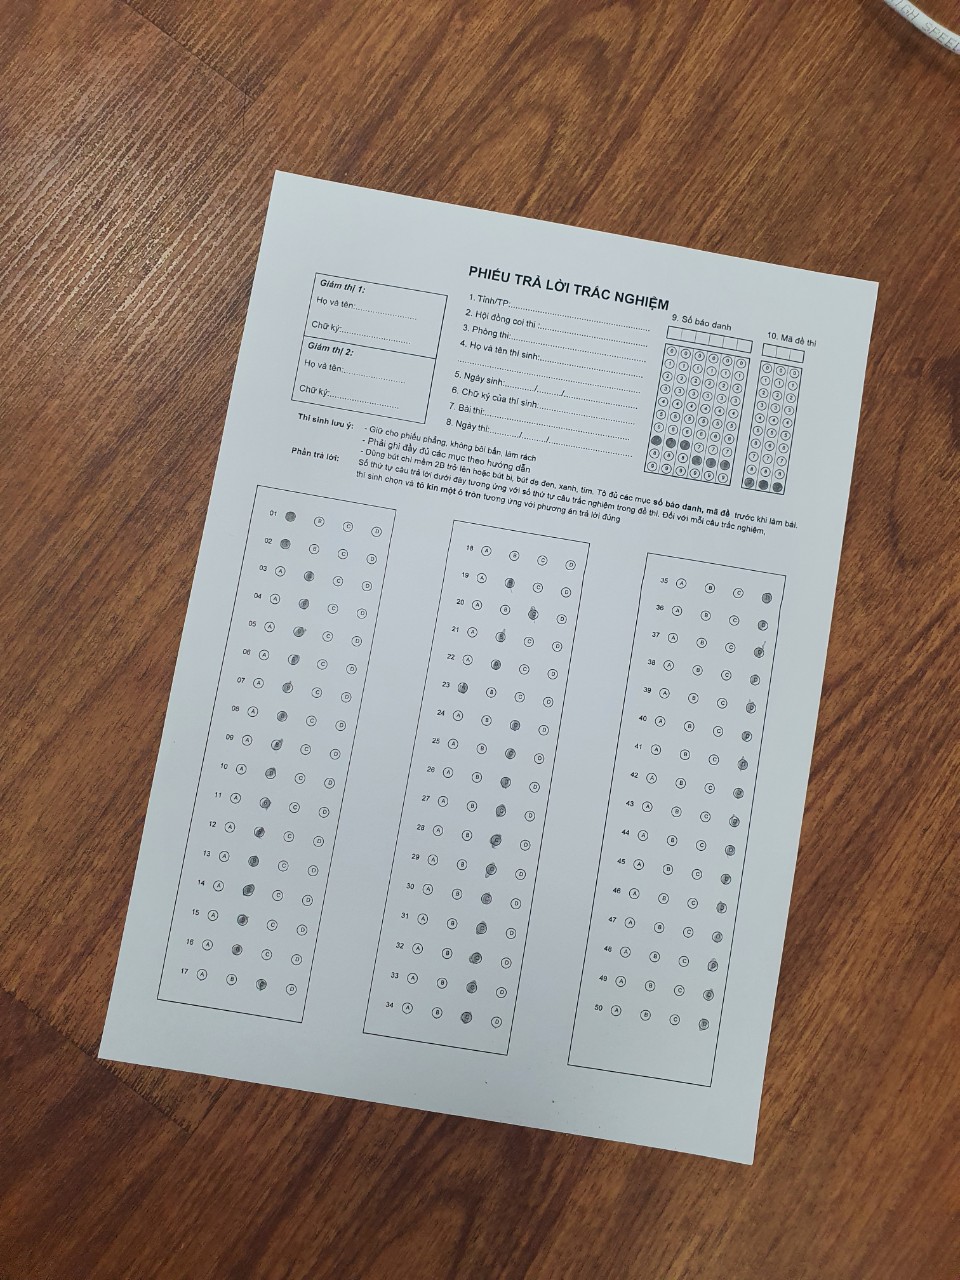 HIGH SPEED
PHIẾU TRẢ LỜI TRẮC NGHIỆM
Giám thị 1:
Họ và tên:
Chữ ký:
Giám thị 2:
Họ và tên:
Chữ ký:
1. Tỉnh/TP:
2. Hội đồng coi thi :
3. Phòng thi:
4. Họ và tên thí sinh:
5. Ngày sinh:......../......./
6. Chữ ký của thí sinh
7. Bài thi:
8. Ngày thi:......../......./
9. Số báo danh
10. Mã đề thi
Thí sinh lưu ý:
- Giữ cho phiếu phẳng, không bôi bẩn, làm rách
- Phải ghi đầy đủ các mục theo hướng dẫn
- Dùng bút chì mềm 2B trở lên hoặc bút bi, bút dạ đen, xanh, tím. Tô đủ các mục số báo danh, mã đề trước khi làm bài.
Phần trả lời:
Số thứ tự câu trả lời dưới đây tương ứng với số thứ tự câu trắc nghiệm trong đề thi. Đối với mỗi câu trắc nghiệm,
thí sinh chọn và tô kín một ô tròn tương ứng với phương án trả lời đúng
01 B C D
02 B C D
03 A C D
04 A C D
05 A C D
06 A C D
07 A C D
08 A C D
09 A C D
10 A C D
11 A C D
12 A C D
13 A C D
14 A C D
15 A C D
16 A C D
17 A B D
18 A B C D
19 A C D
20 A B D
21 A C D
22 A C D
23 B C D
24 A B D
25 A B D
26 A B D
27 A B D
28 A B D
29 A B D
30 A B D
31 A B D
32 A B D
33 A B D
34 A B D
35 A B C
36 A B C
37 A B C
38 A B C
39 A B C
40 A B C
41 A B C
42 A B C
43 A B C
44 A B C
45 A B C
46 A B C
47 A B C
48 A B C
49 A B C
50 A B C